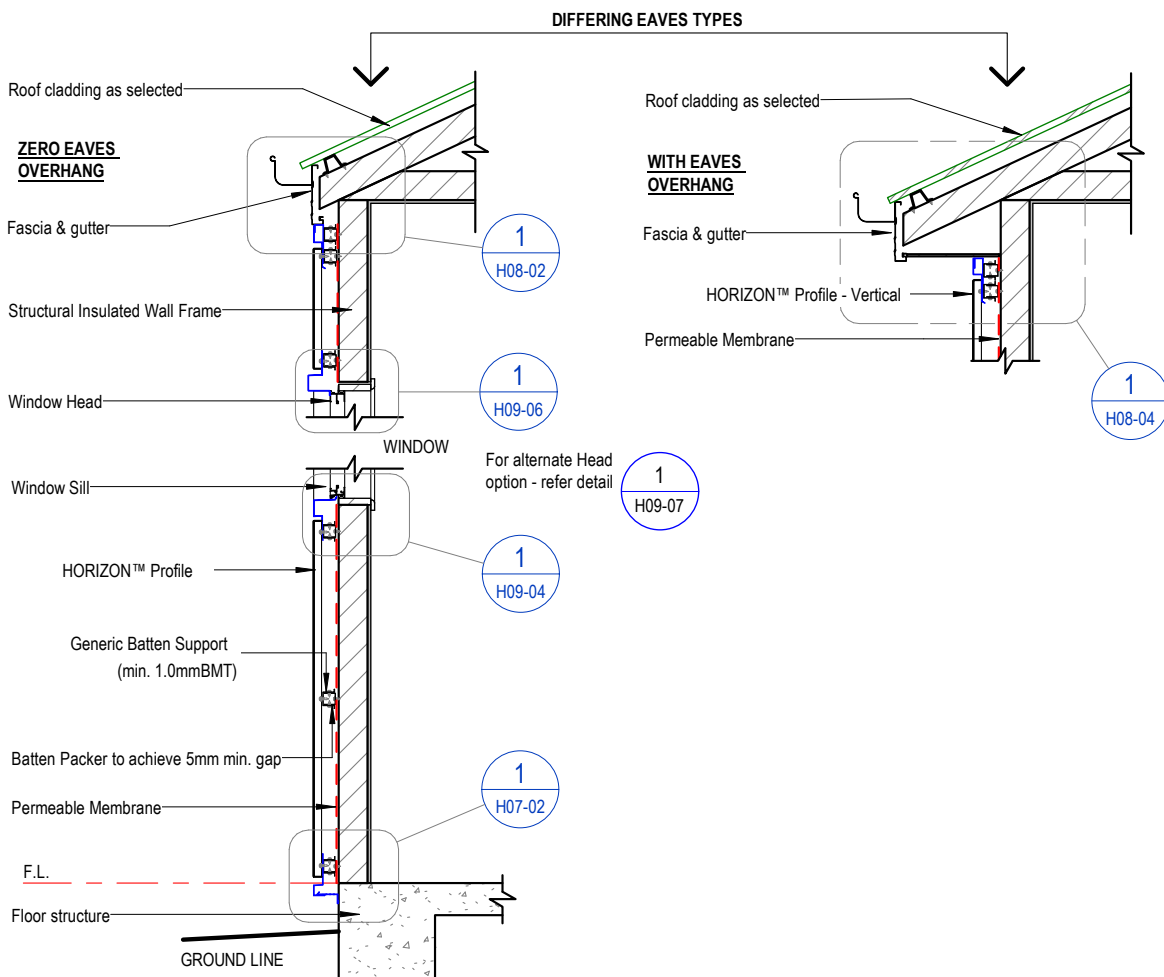 DIFFERING EAVES TYPES
Roof cladding as selected
ZERO EAVES
OVERHANG
Fascia & gutter
1
H08-02
Structural Insulated Wall Frame
1
H09-06
Window Head
WINDOW
For alternate Head
option - refer detail
1
H09-07
Window Sill
1
H09-04
HORIZON™ Profile
Generic Batten Support
(min. 1.0mmBMT)
Batten Packer to achieve 5mm min. gap
1
H07-02
Permeable Membrane
F.L.
Floor structure
GROUND LINE
Roof cladding as selected
WITH EAVES
OVERHANG
Fascia & gutter
HORIZON™ Profile - Vertical
Permeable Membrane
1
H08-04